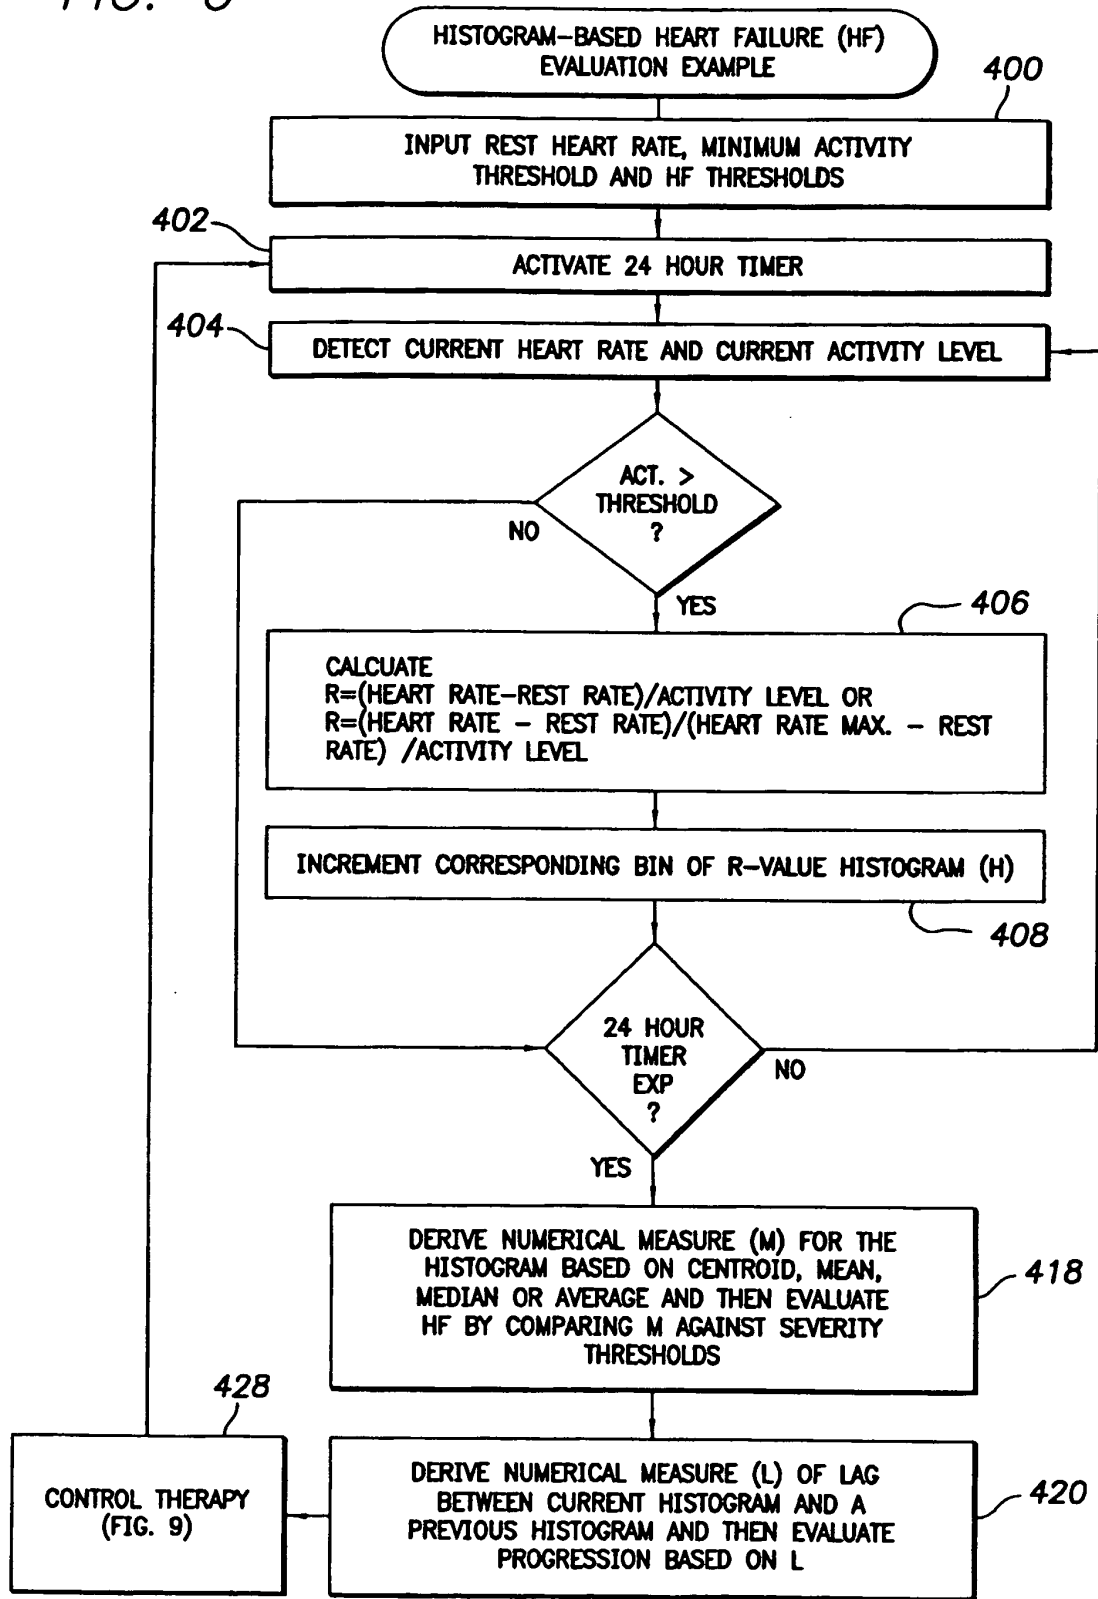 HISTOGRAM-BASED HEART FAILURE (HF)
EVALUATION EXAMPLE
400
INPUT REST HEART RATE, MINIMUM ACTIVITY
THRESHOLD AND HF THRESHOLDS
402
ACTIVATE 24 HOUR TIMER
404
DETECT CURRENT HEART RATE AND CURRENT ACTIVITY LEVEL
ACT. >
THRESHOLD
?
NO
YES
406
CALCUATE
R=(HEART RATE-REST RATE)/ACTIVITY LEVEL OR
R=(HEART RATE - REST RATE)/(HEART RATE MAX. - REST
RATE) /ACTIVITY LEVEL
INCREMENT CORRESPONDING BIN OF R-VALUE HISTOGRAM (H)
408
24 HOUR
TIMER
EXP
?
NO
YES
DERIVE NUMERICAL MEASURE (M) FOR THE
HISTOGRAM BASED ON CENTROID, MEAN,
MEDIAN OR AVERAGE AND THEN EVALUATE
HF BY COMPARING M AGAINST SEVERITY
THRESHOLDS
418
428
CONTROL THERAPY
(FIG. 9)
DERIVE NUMERICAL MEASURE (L) OF LAG
BETWEEN CURRENT HISTOGRAM AND A
PREVIOUS HISTOGRAM AND THEN EVALUATE
PROGRESSION BASED ON L
420